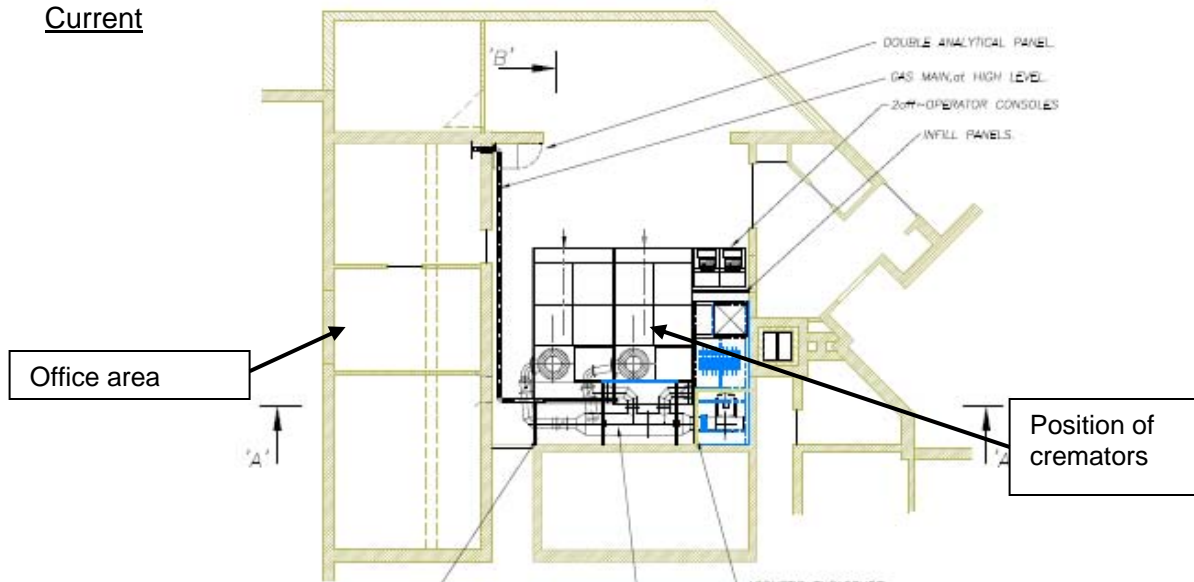 Current
'B'
DOUBLE ANALYTICAL PANEL.
GAS MAIN, at HIGH LEVEL.
2off-OPERATOR CONSOLES
INFILL PANELS.
Office area
Position of
cremators
'A'
'A